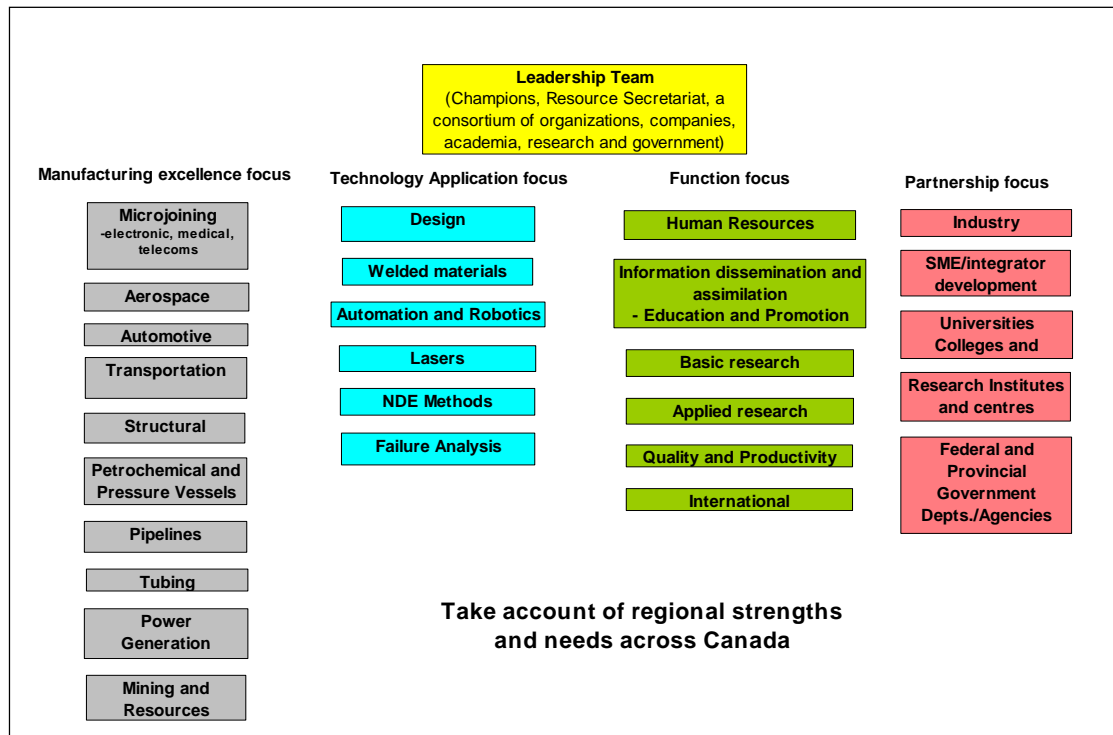 Leadership Team
(Champions, Resource Secretariat, a
consortium of organizations, companies,
academia, research and government)
Manufacturing excellence focus
Microjoining
-electronic, medical,
telecoms
Aerospace
Automotive
Transportation
Structural
Petrochemical and
Pressure Vessels
Pipelines
Tubing
Power
Generation
Mining and
Resources
Technology Application focus
Design
Welded materials
Automation and Robotics
Lasers
NDE Methods
Failure Analysis
Function focus
Human Resources
Information dissemination and
assimilation
- Education and Promotion
Basic research
Applied research
Quality and Productivity
International
Partnership focus
Industry
SME/integrator
development
Universities
Colleges and
Research Institutes
and centres
Federal and
Provincial
Government
Depts./Agencies
Take account of regional strengths
and needs across Canada